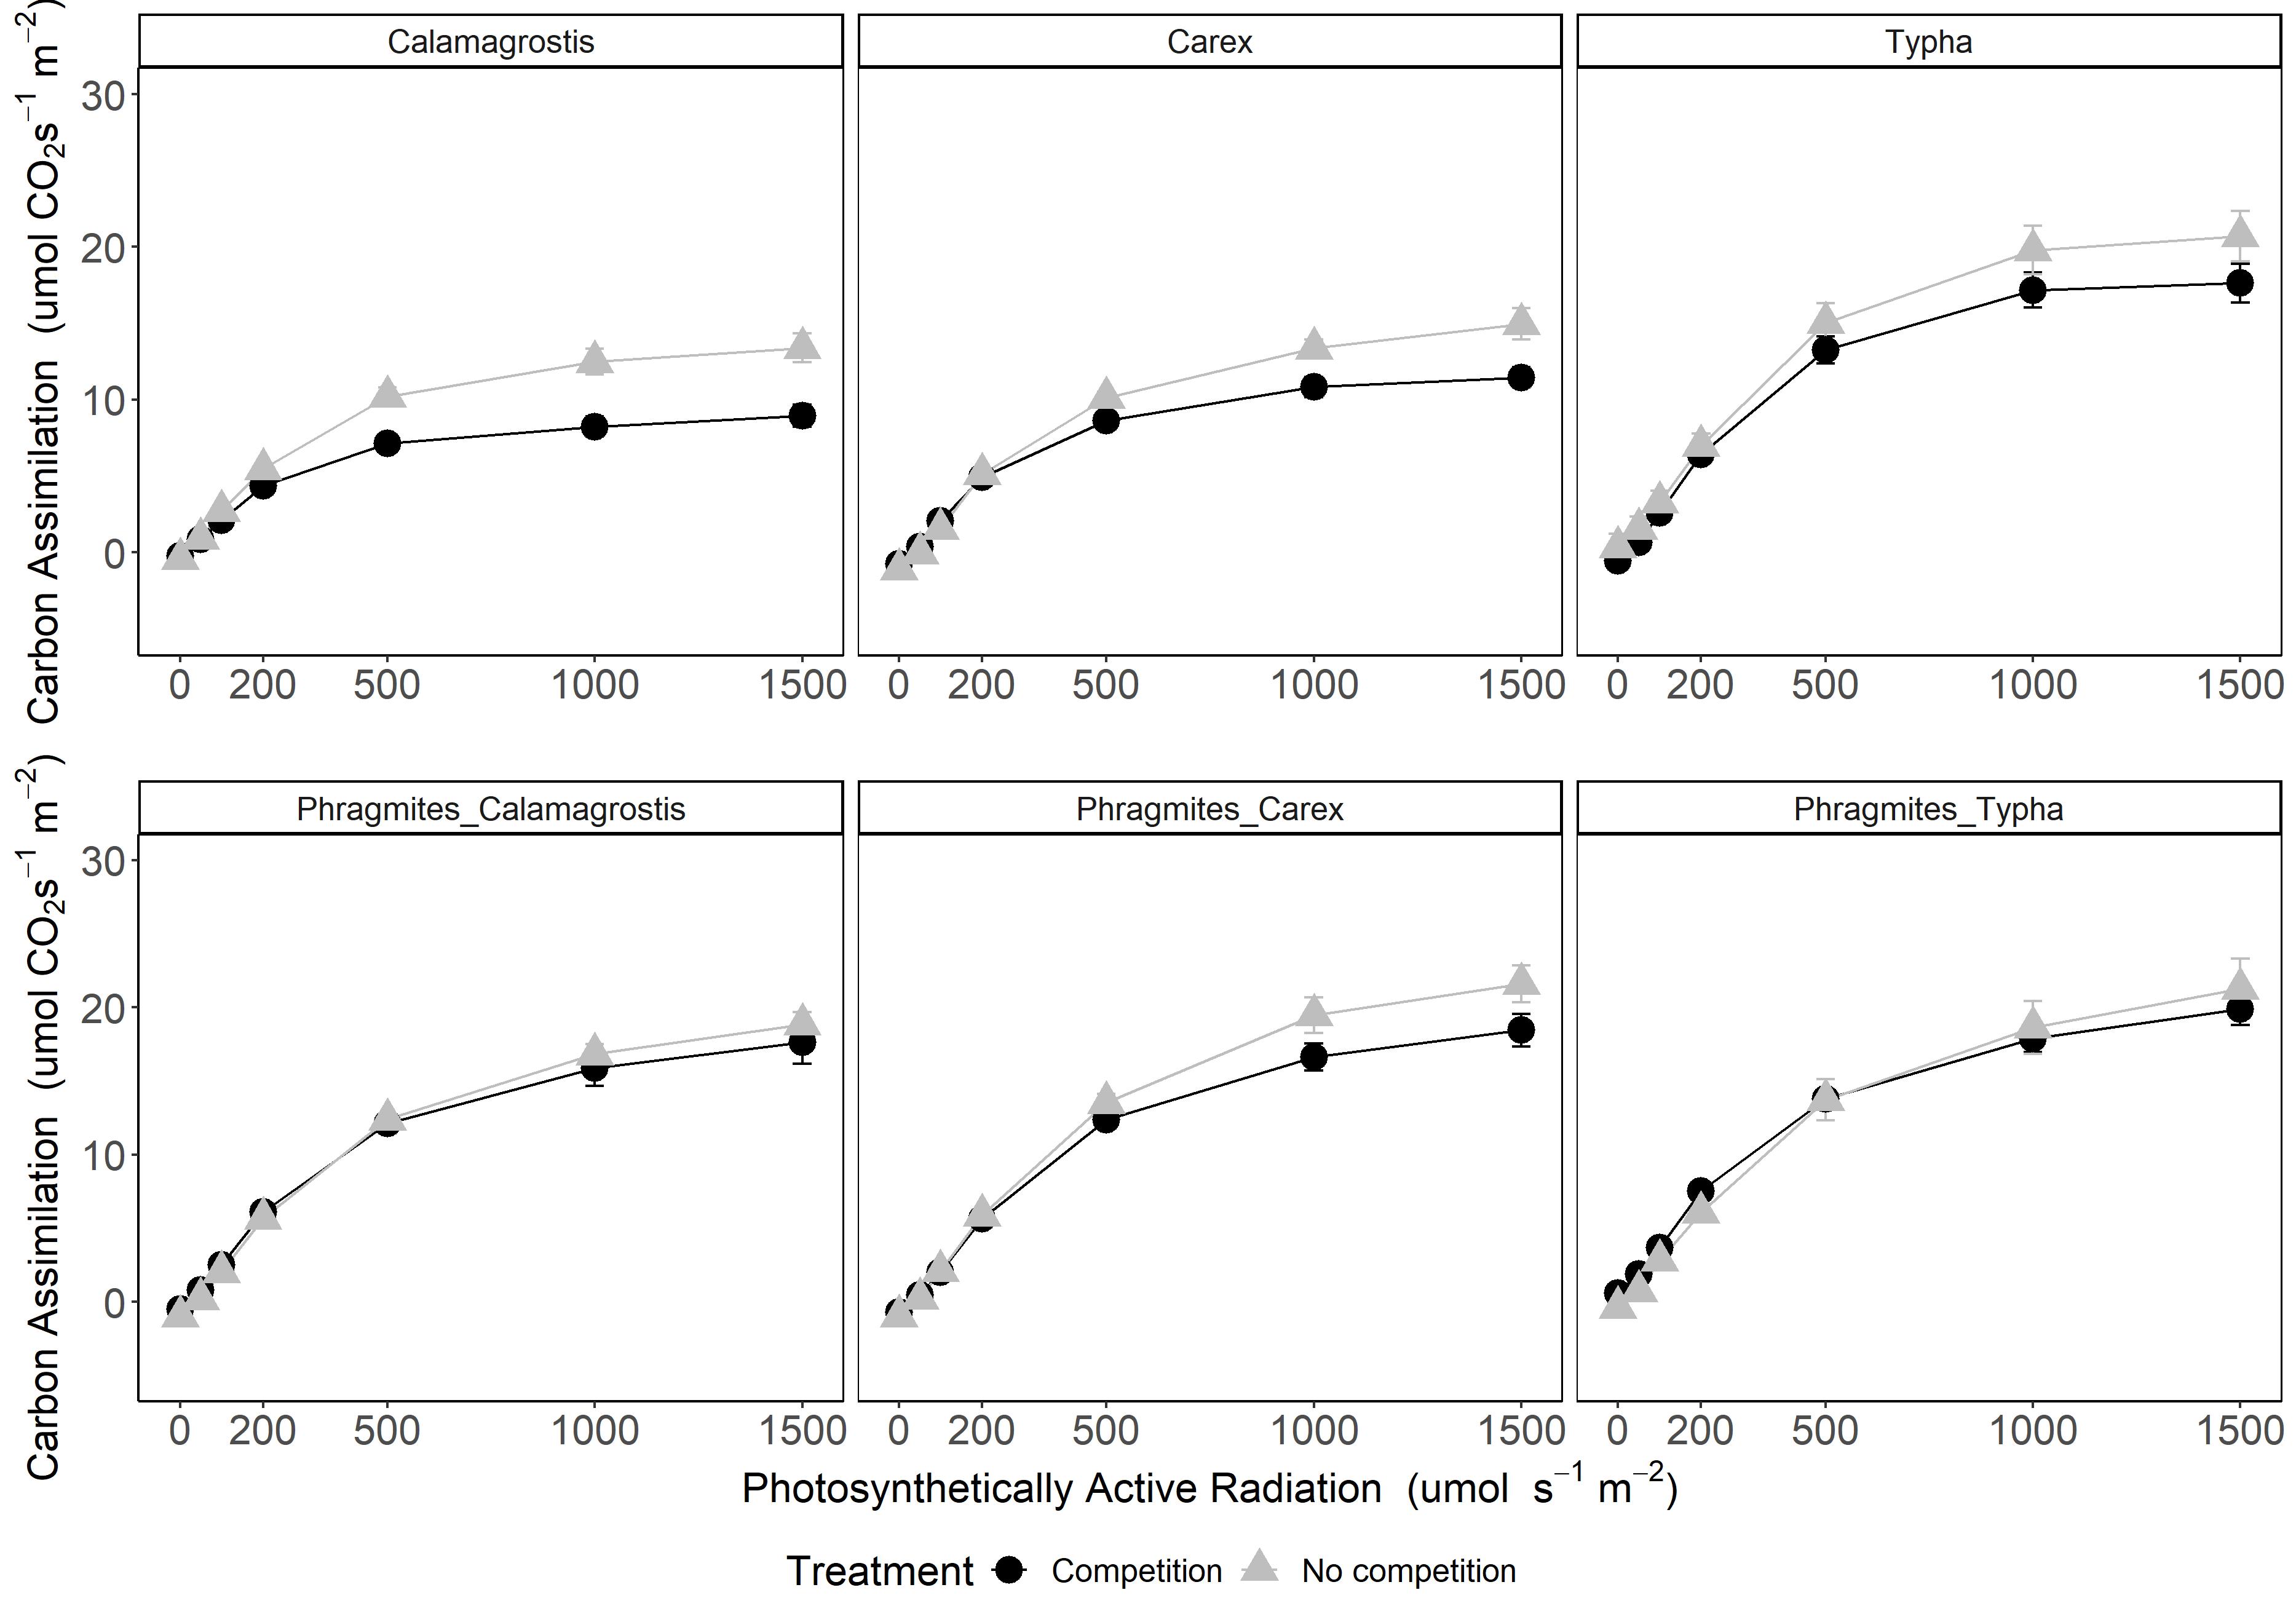 Calamagrostis Carex Typha
Carbon Assimilation (umol CO₂s⁻¹ m⁻²)
30
20
10
0
0 200 500 1000 1500 0 200 500 1000 1500 0 200 500 1000 1500
Phragmites_Calamagrostis Phragmites_Carex Phragmites_Typha
Carbon Assimilation (umol CO₂s⁻¹ m⁻²)
30
20
10
0
0 200 500 1000 1500 0 200 500 1000 1500 0 200 500 1000 1500
Photosynthetically Active Radiation (umol s⁻¹ m⁻²)
Treatment Competition No competition